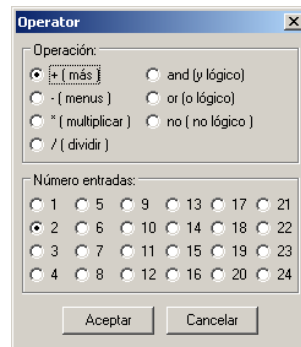 Operator
Operación:
+ ( más )  and (y lógico)
- ( menus )  or (o lógico)
* ( multiplicar )  no ( no lógico )
/ ( dividir )
Número entradas:
1 5 9 13 17 21
2 6 10 14 18 22
3 7 11 15 19 23
4 8 12 16 20 24
Aceptar Cancelar